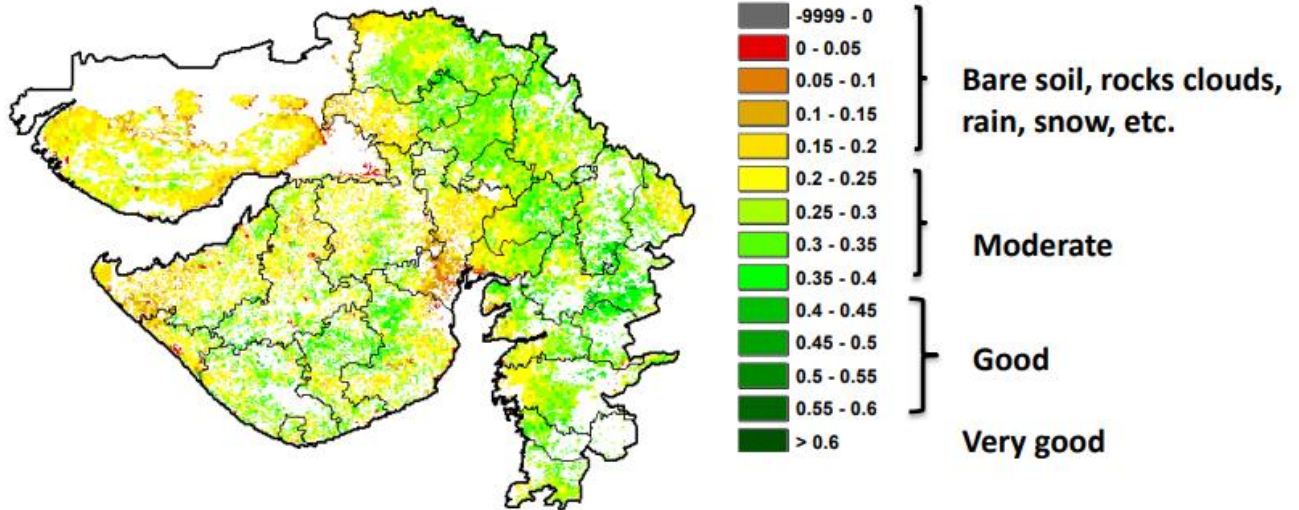 -9999 - 0
0 - 0.05
0.05 - 0.1
0.1 - 0.15
0.15 - 0.2
0.2 - 0.25
0.25 - 0.3
0.3 - 0.35
0.35 - 0.4
0.4 - 0.45
0.45 - 0.5
0.5 - 0.55
0.55 - 0.6
> 0.6
Bare soil, rocks clouds,
rain, snow, etc.
Moderate
Good
Very good